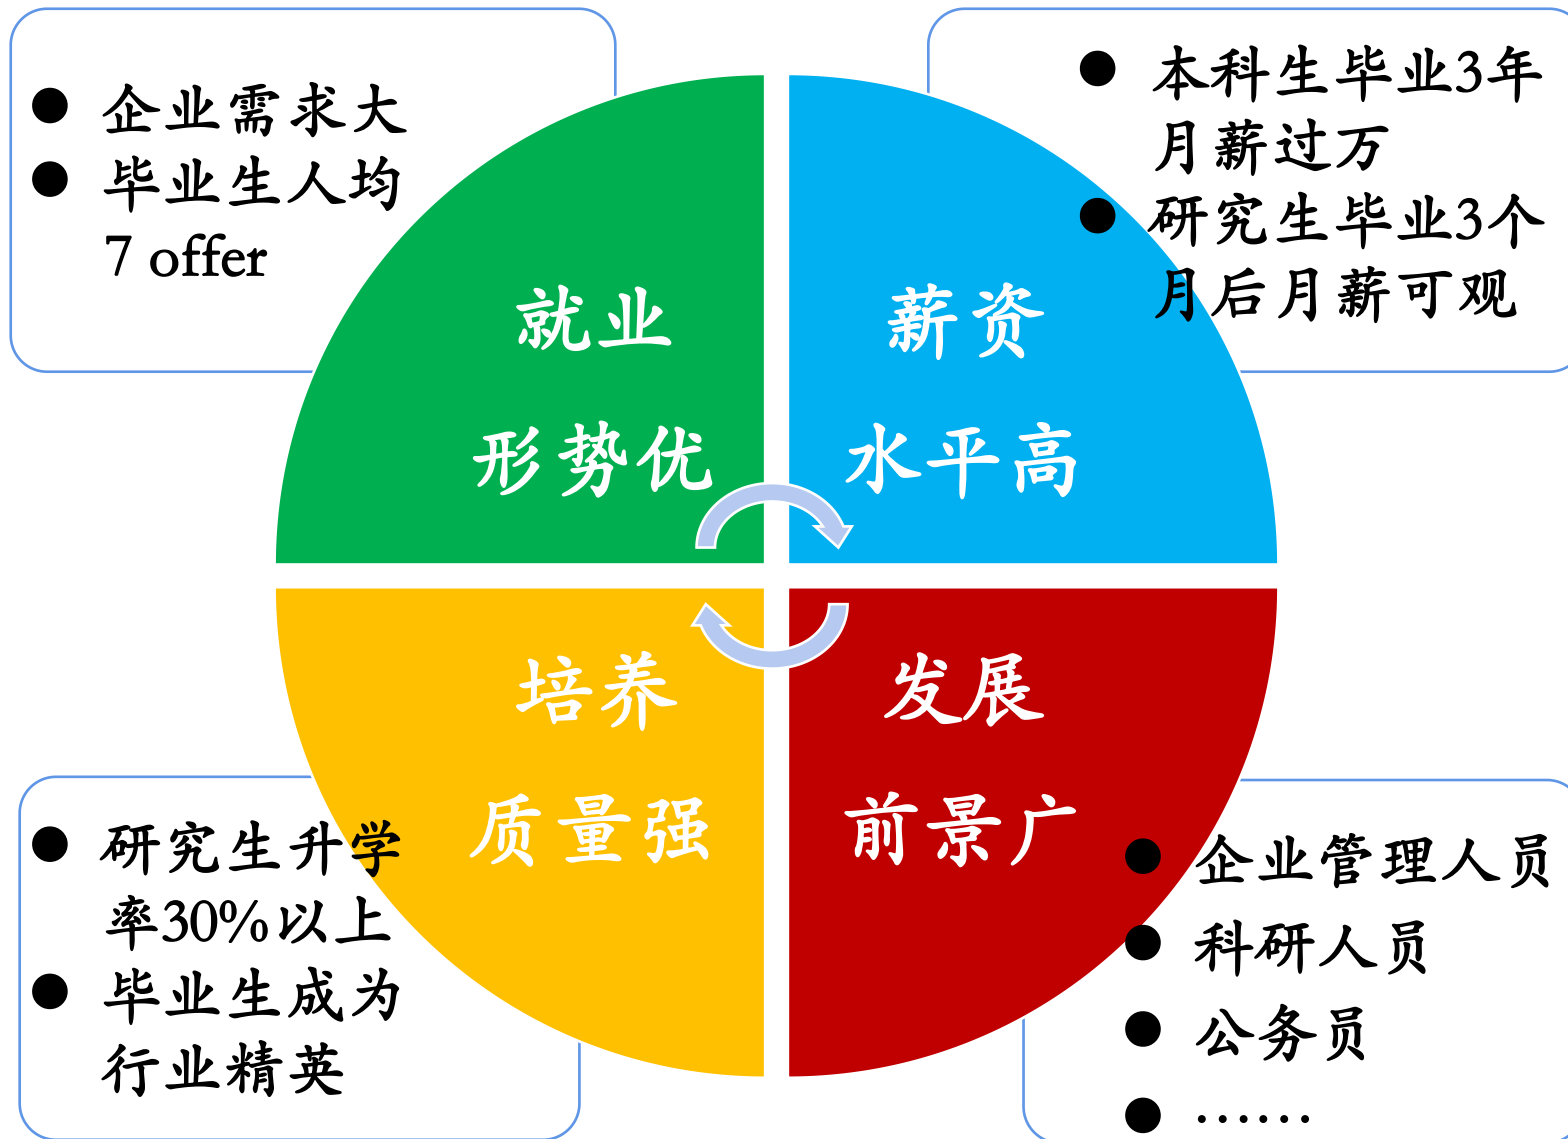 企业需求大
毕业生人均
7 offer
就业
形势优
本科生毕业3年
月薪过万
研究生毕业3个
月后月薪可观
薪资
水平高
培养
质量强
研究生升学
率30%以上
毕业生成为
行业精英
发展
前景广
企业管理人员
科研人员
公务员
……